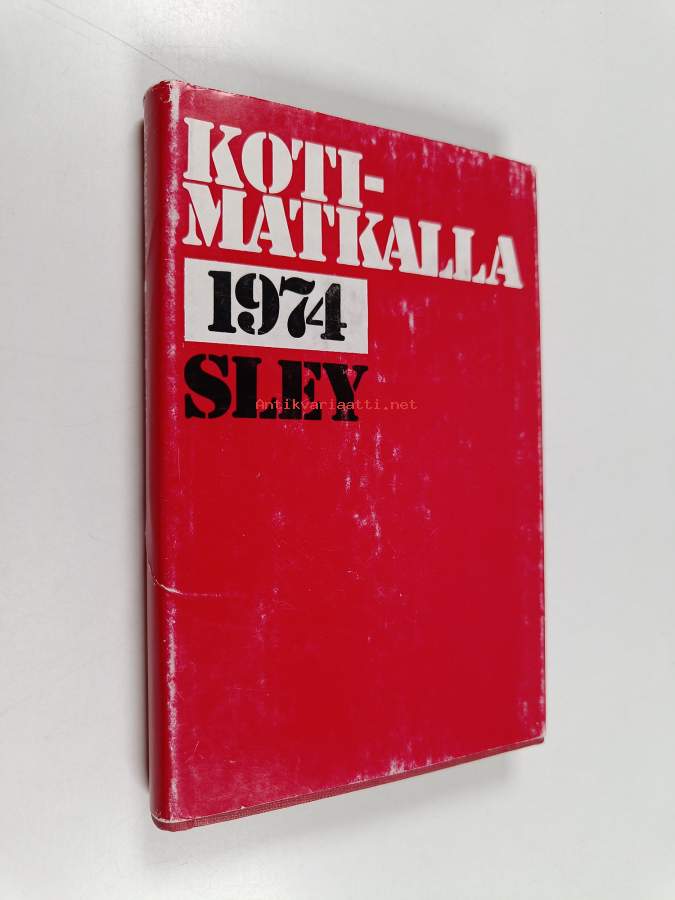 KOTI-
MATKALLA
1974
SLEY
Antikvariaatti.net